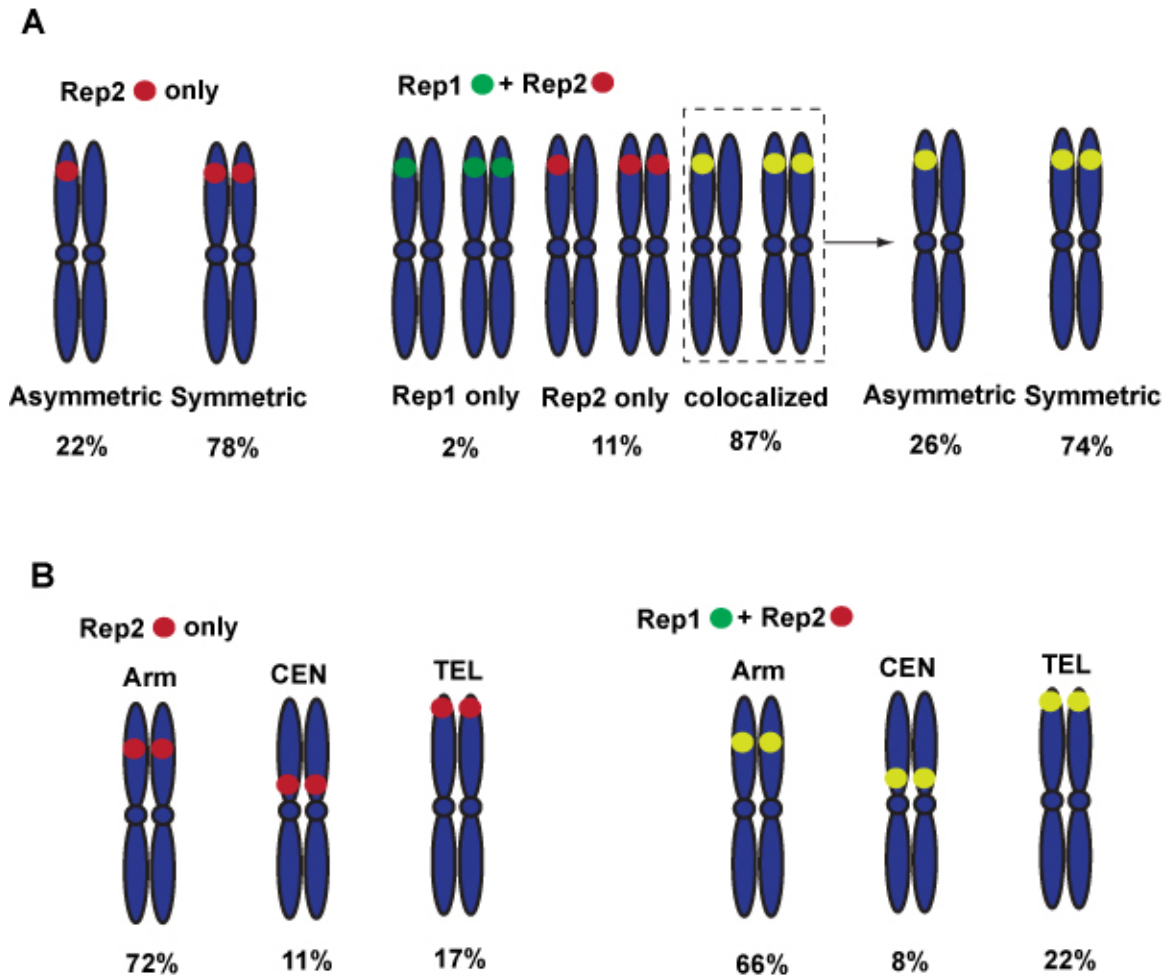 A
Rep2 only
Rep1 + Rep2
Asymmetric Symmetric Rep1 only Rep2 only colocalized Asymmetric Symmetric
22% 78% 2% 11% 87% 26% 74%
B
Rep2 only
Rep1 + Rep2
Arm CEN TEL Arm CEN TEL
72% 11% 17% 66% 8% 22%